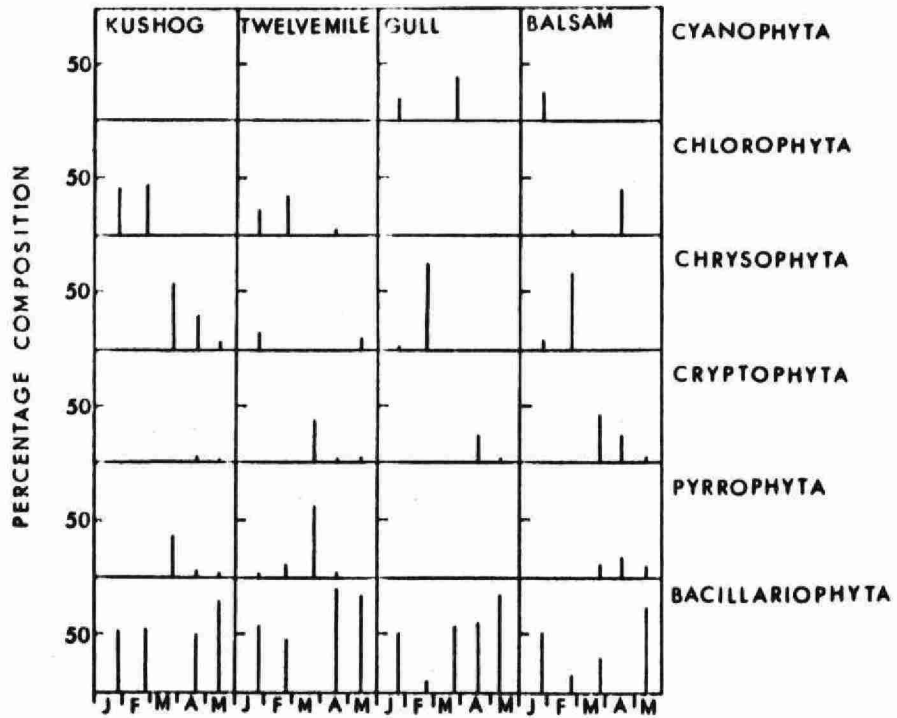 KUSHOG TWELVEMILE GULL BALSAM
CYANOPHYTA
50
CHLOROPHYTA
50
CHRYSOPHYTA
50
CRYPTOPHYTA
50
PYRROPHYTA
50
BACILLARIOPHYTA
50
PERCENTAGE COMPOSITION
J F M A M J F M A M J F M A M J F M A M